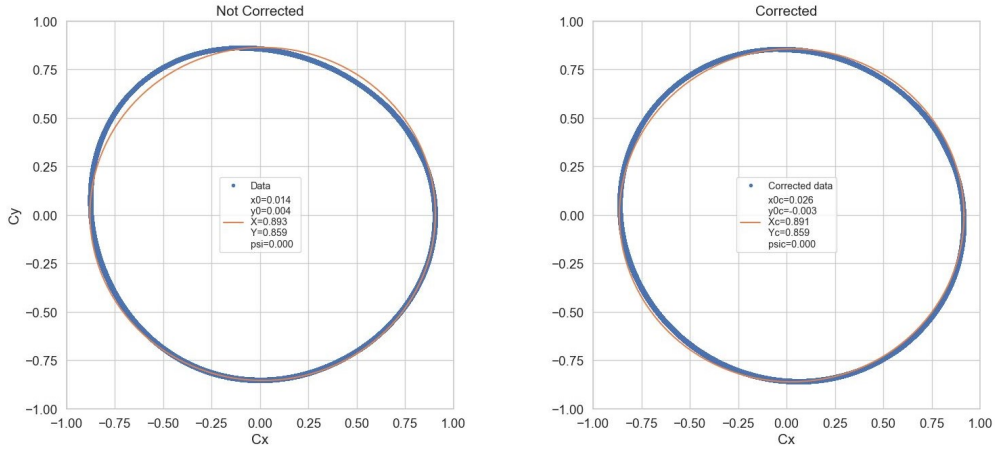 Not Corrected
1.00
0.75
0.50
0.25
0.00
−0.25
−0.50
−0.75
−1.00
Cy
Data
x0=0.014
y0=0.004
X=0.893
Y=0.859
psi=0.000
−1.00 −0.75 −0.50 −0.25 0.00 0.25 0.50 0.75 1.00
Cx
Corrected
1.00
0.75
0.50
0.25
0.00
−0.25
−0.50
−0.75
−1.00
Corrected data
x0c=0.026
y0c=-0.003
Xc=0.891
Yc=0.859
psic=0.000
−1.00 −0.75 −0.50 −0.25 0.00 0.25 0.50 0.75 1.00
Cx